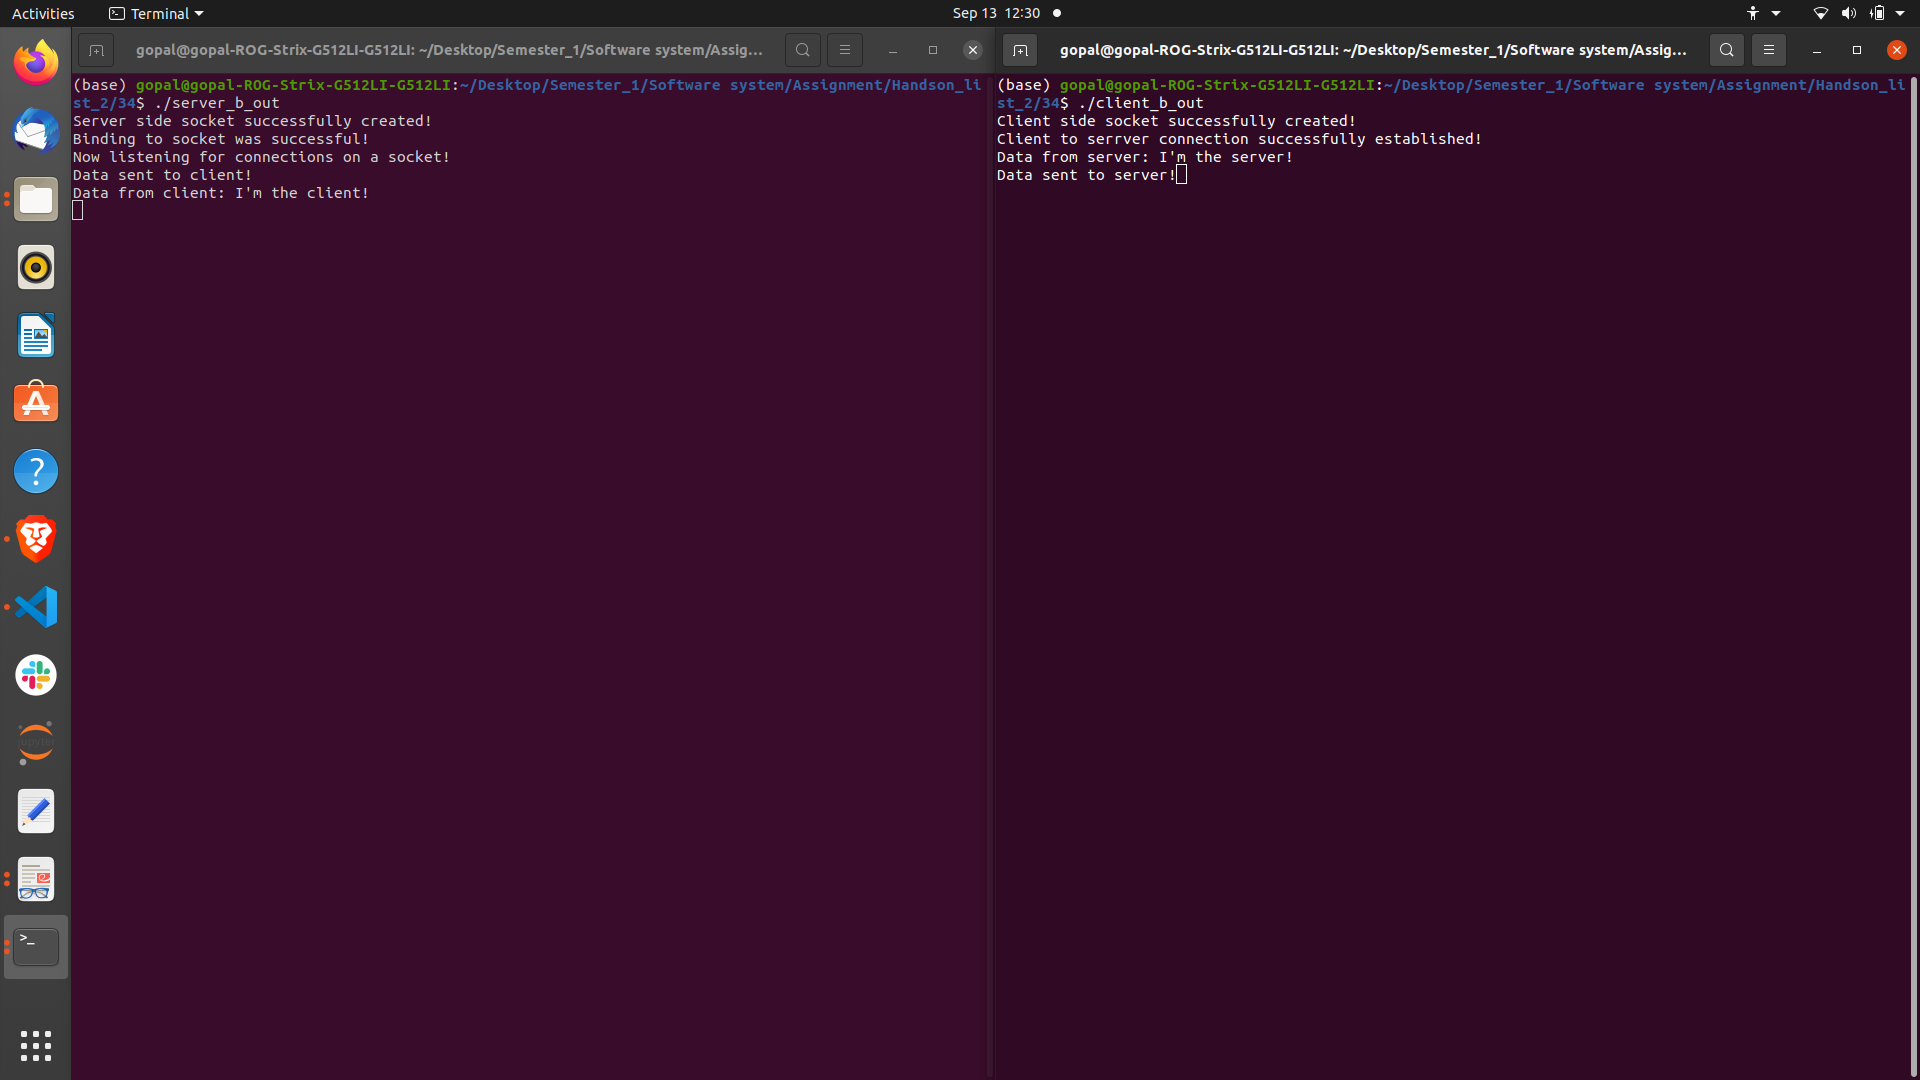 Activities
Terminal
Sep 13 12:30
gopal@gopal-ROG-Strix-G512LI-G512LI: ~/Desktop/Semester_1/Software system/Assig...
(base) gopal@gopal-ROG-Strix-G512LI-G512LI:~/Desktop/Semester_1/Software system/Assignment/Handson_li
st_2/34$ ./server_b_out
Server side socket successfully created!
Binding to socket was successful!
Now listening for connections on a socket!
Data sent to client!
Data from client: I'm the client!
gopal@gopal-ROG-Strix-G512LI-G512LI: ~/Desktop/Semester_1/Software system/Assig...
(base) gopal@gopal-ROG-Strix-G512LI-G512LI:~/Desktop/Semester_1/Software system/Assignment/Handson_li
st_2/34$ ./client_b_out
Client side socket successfully created!
Client to serrver connection successfully established!
Data from server: I'm the server!
Data sent to server!